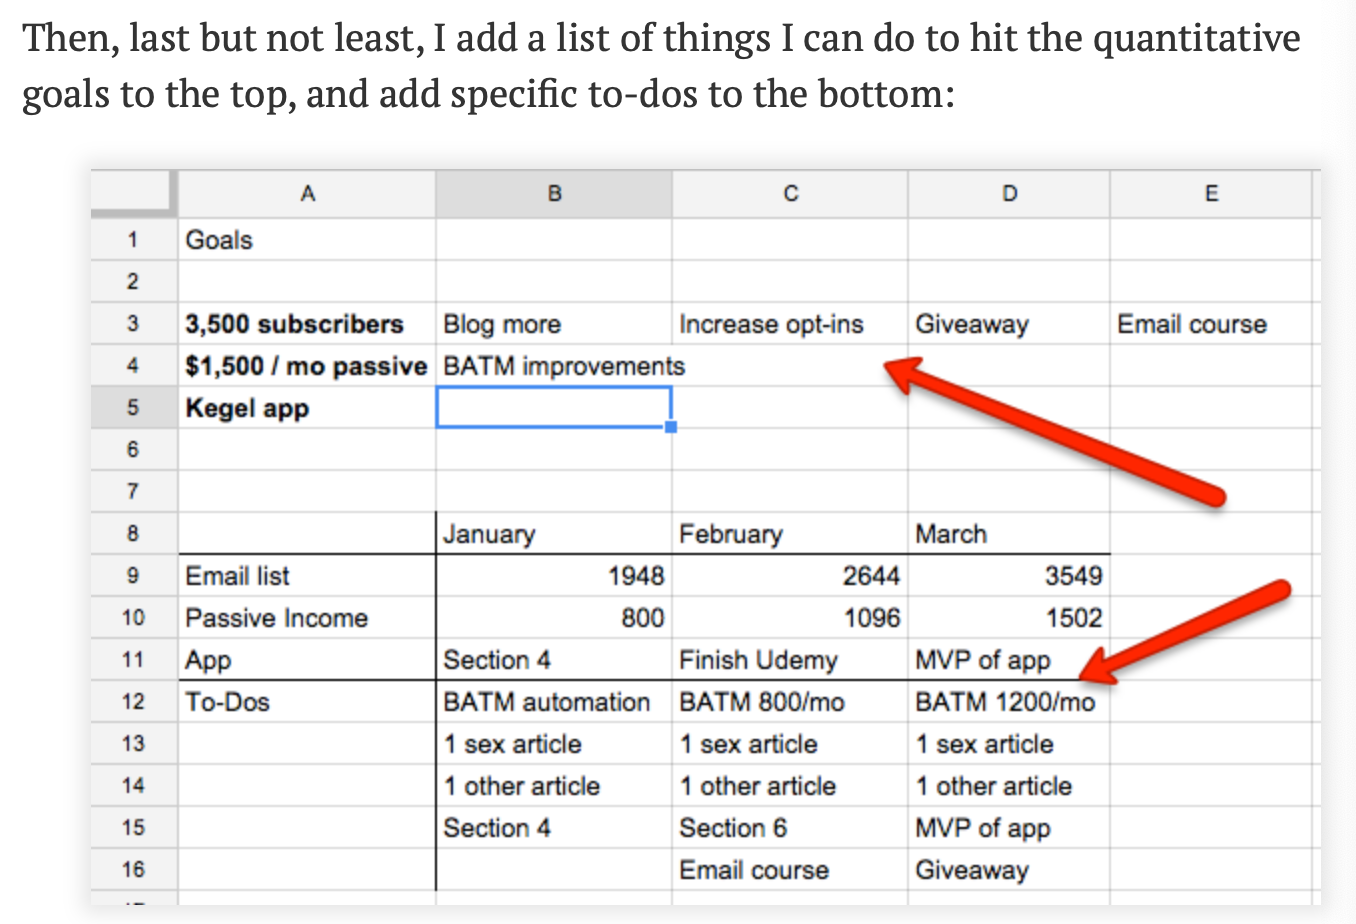 Then, last but not least, I add a list of things I can do to hit the quantitative
goals to the top, and add specific to-dos to the bottom:
A B C D E
1 Goals
2
3 3,500 subscribers Blog more Increase opt-ins Giveaway Email course
4 $1,500 / mo passive BATM improvements
5 Kegel app
6
7
8 January February March
9 Email list 1948 2644 3549
10 Passive Income 800 1096 1502
11 App Section 4 Finish Udemy MVP of app
12 To-Dos BATM automation BATM 800/mo BATM 1200/mo
13 1 sex article 1 sex article 1 sex article
14 1 other article 1 other article 1 other article
15 Section 4 Section 6 MVP of app
16 Email course Giveaway